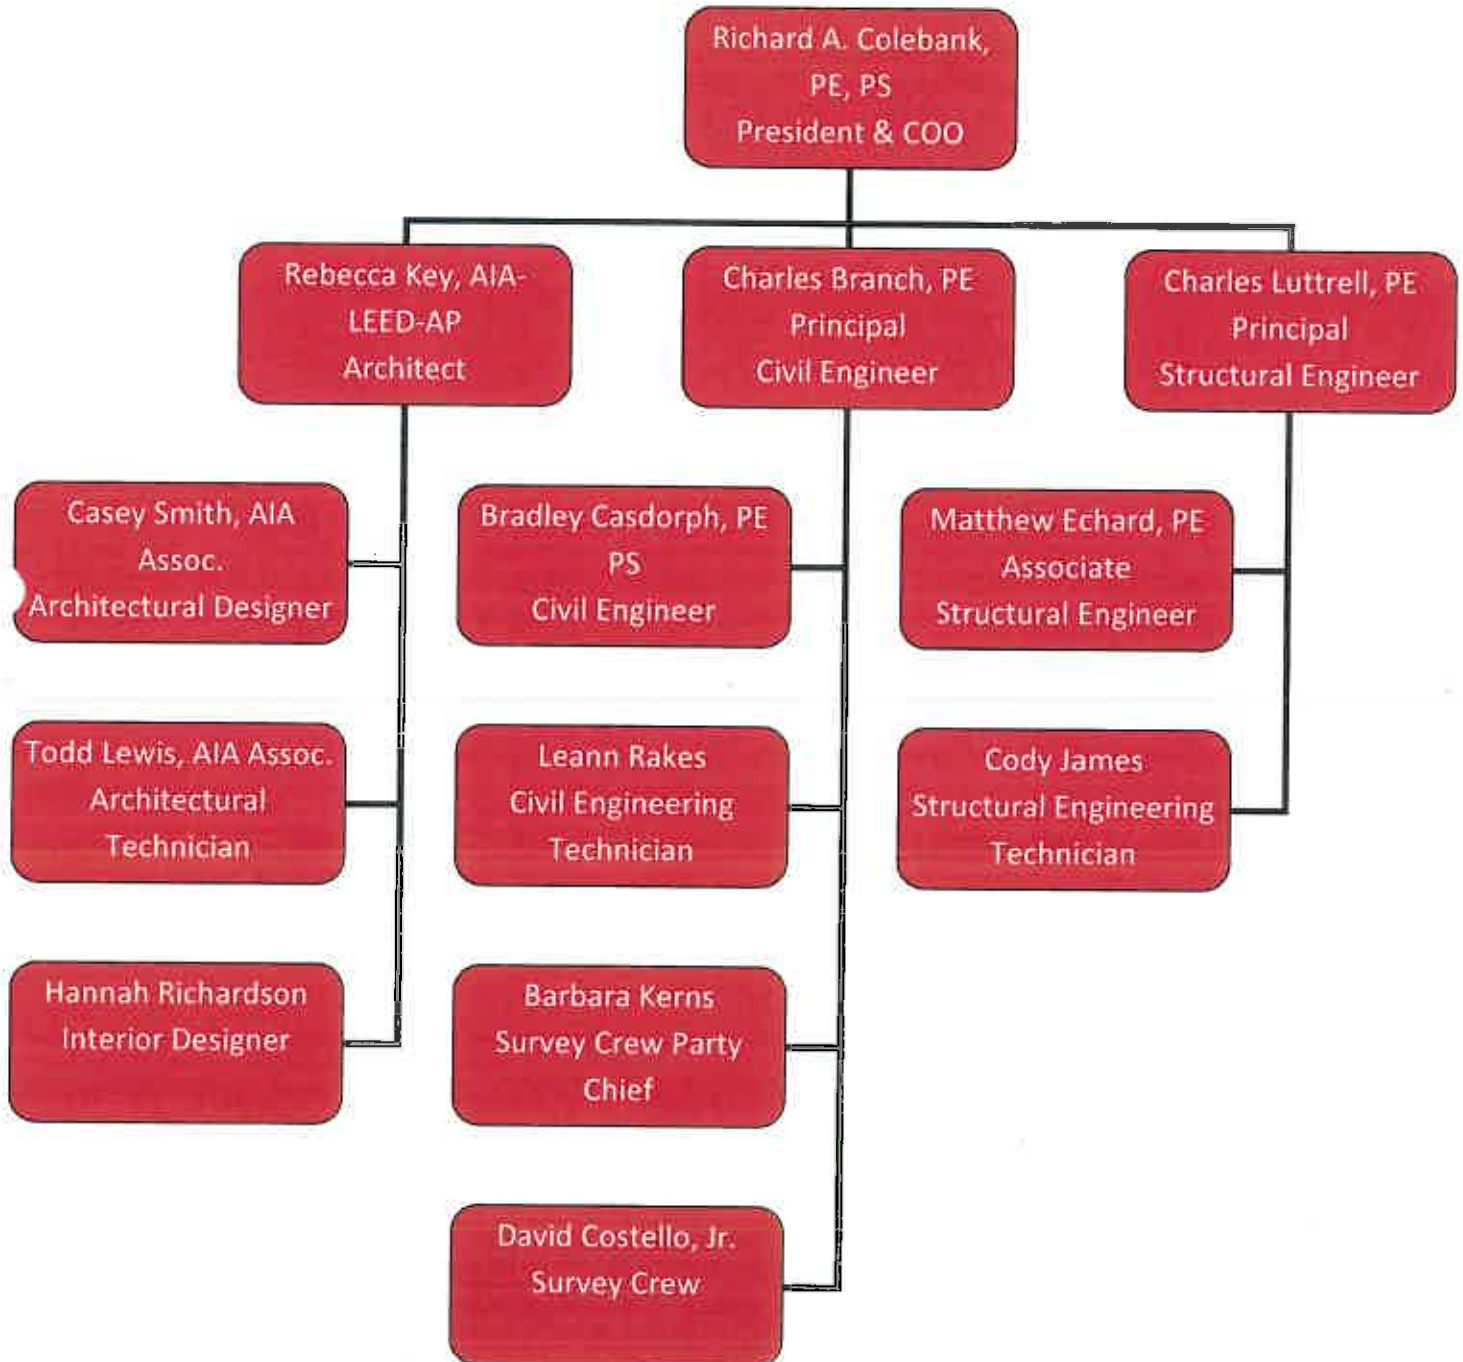 Richard A. Colebank,
PE, PS
President & COO
Rebecca Key, AIA-
LEED-AP
Architect
Charles Branch, PE
Principal
Civil Engineer
Charles Luttrell, PE
Principal
Structural Engineer
Casey Smith, AIA
Assoc.
Architectural Designer
Bradley Casdorph, PE
PS
Civil Engineer
Matthew Echard, PE
Associate
Structural Engineer
Todd Lewis, AIA Assoc.
Architectural
Technician
Leann Rakes
Civil Engineering
Technician
Cody James
Structural Engineering
Technician
Hannah Richardson
Interior Designer
Barbara Kerns
Survey Crew Party
Chief
David Costello, Jr.
Survey Crew